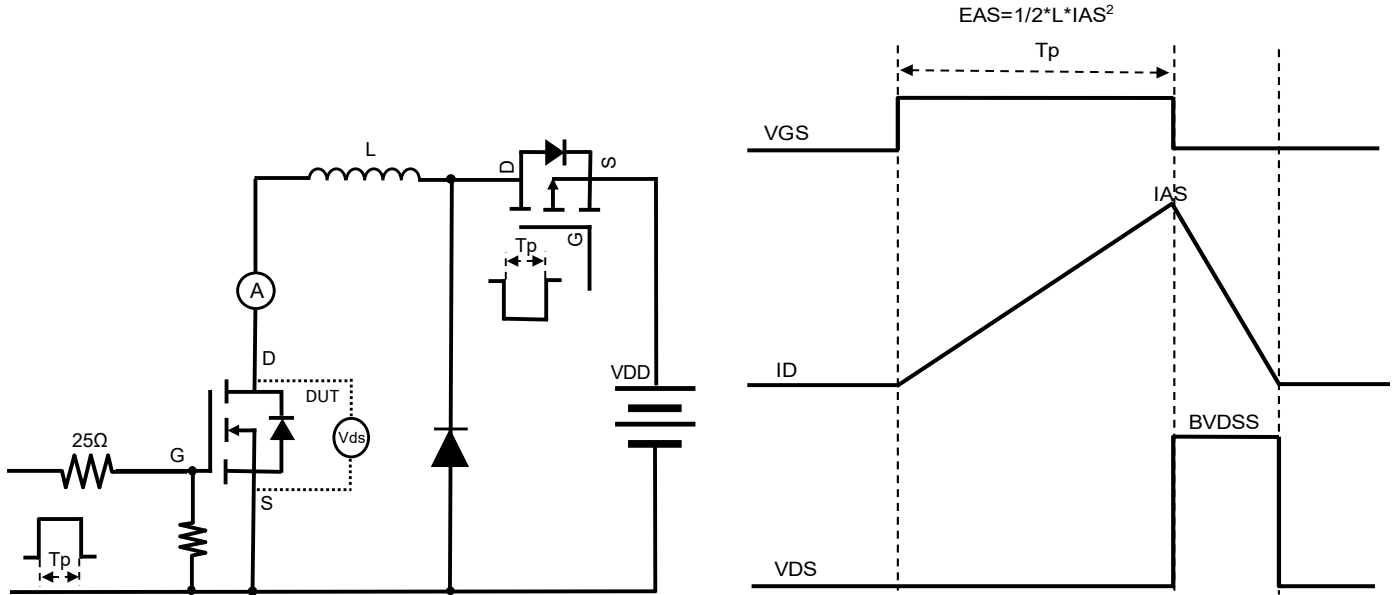 EAS=1/2*L*IAS²
Tp
VGS
L
D
S
G
Tp
IAS
A
D
DUT
VDD
ID
Vds
BVDSS
25Ω
G
S
Tp
VDS